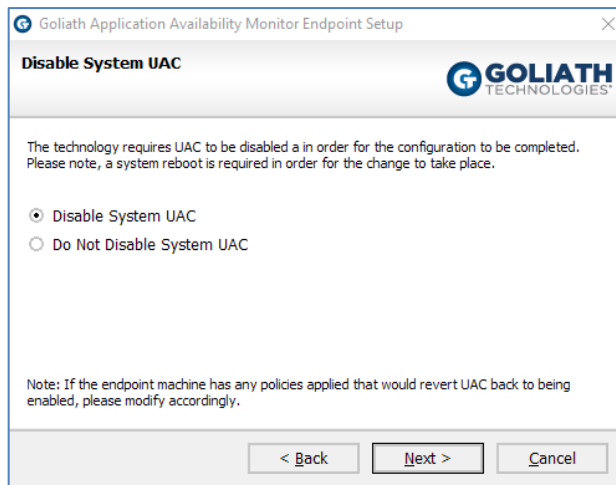 Goliath Application Availability Monitor Endpoint Setup
Disable System UAC
GOLIATH
TECHNOLOGIES
The technology requires UAC to be disabled a in order for the configuration to be completed.
Please note, a system reboot is required in order for the change to take place.
Disable System UAC
Do Not Disable System UAC
Note: If the endpoint machine has any policies applied that would revert UAC back to being
enabled, please modify accordingly.
< Back
Next >
Cancel